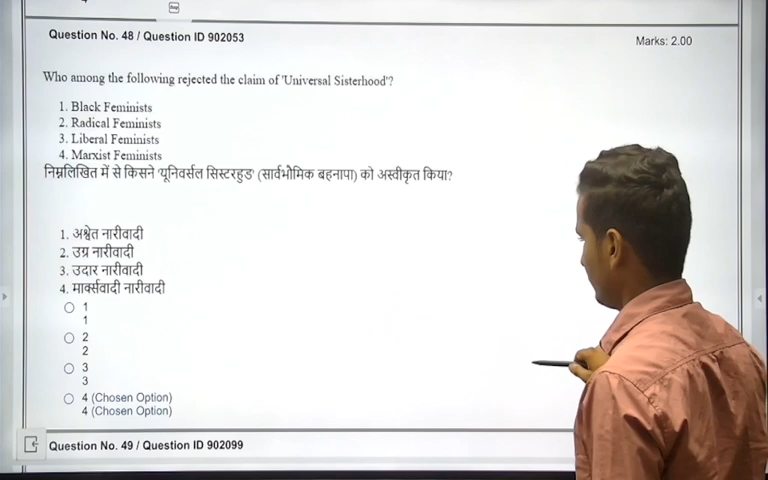 Question No. 48 / Question ID 902053
Marks: 2.00
Who among the following rejected the claim of 'Universal Sisterhood'?
1. Black Feminists
2. Radical Feminists
3. Liberal Feminists
4. Marxist Feminists
निम्नलिखित में से किसने 'यूनिवर्सल सिस्टरहुड' (सार्वभौमिक बहनापा) को अस्वीकृत किया?
1. अश्वेत नारीवादी
2. उग्र नारीवादी
3. उदार नारीवादी
4. मार्क्सवादी नारीवादी
1
1
2
2
3
3
4 (Chosen Option)
4 (Chosen Option)
Question No. 49 / Question ID 902099